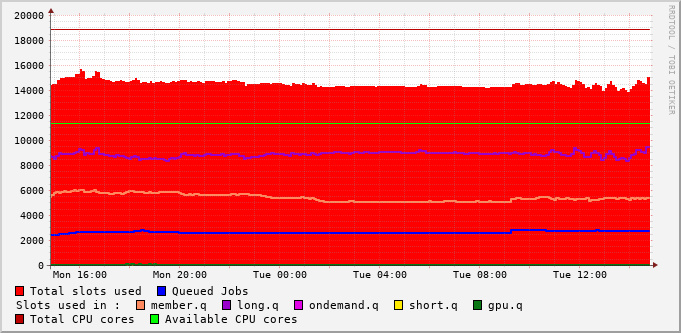 RRDTOOL / TOBI OETIKER
20000
18000
16000
14000
12000
10000
8000
6000
4000
2000
0
Mon 16:00 Mon 20:00 Tue 00:00 Tue 04:00 Tue 08:00 Tue 12:00
Total slots used Queued Jobs
Slots used in : member.q long.q ondemand.q short.q gpu.q
Total CPU cores Available CPU cores